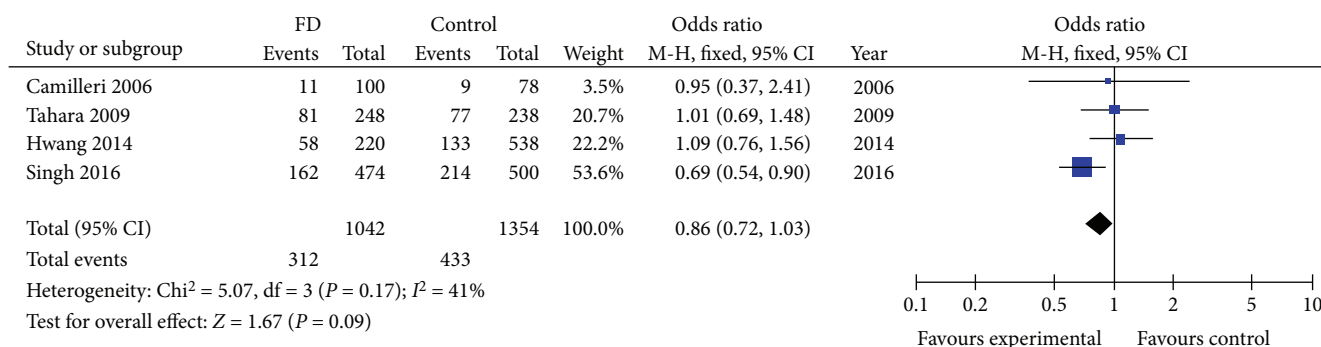 FD Control Odds ratio Odds ratio
Study or subgroup Events Total Events Total Weight M-H, fixed, 95% CI Year M-H, fixed, 95% CI
Camilleri 2006 11 100 9 78 3.5% 0.95 (0.37, 2.41) 2006
Tahara 2009 81 248 77 238 20.7% 1.01 (0.69, 1.48) 2009
Hwang 2014 58 220 133 538 22.2% 1.09 (0.76, 1.56) 2014
Singh 2016 162 474 214 500 53.6% 0.69 (0.54, 0.90) 2016
Total (95% CI) 1042 1354 100.0% 0.86 (0.72, 1.03)
Total events 312 433
Heterogeneity: Chi² = 5.07, df = 3 (P = 0.17); I² = 41%
Test for overall effect: Z = 1.67 (P = 0.09)
0.1 0.2 0.5 1 2 5 10
Favours experimental Favours control